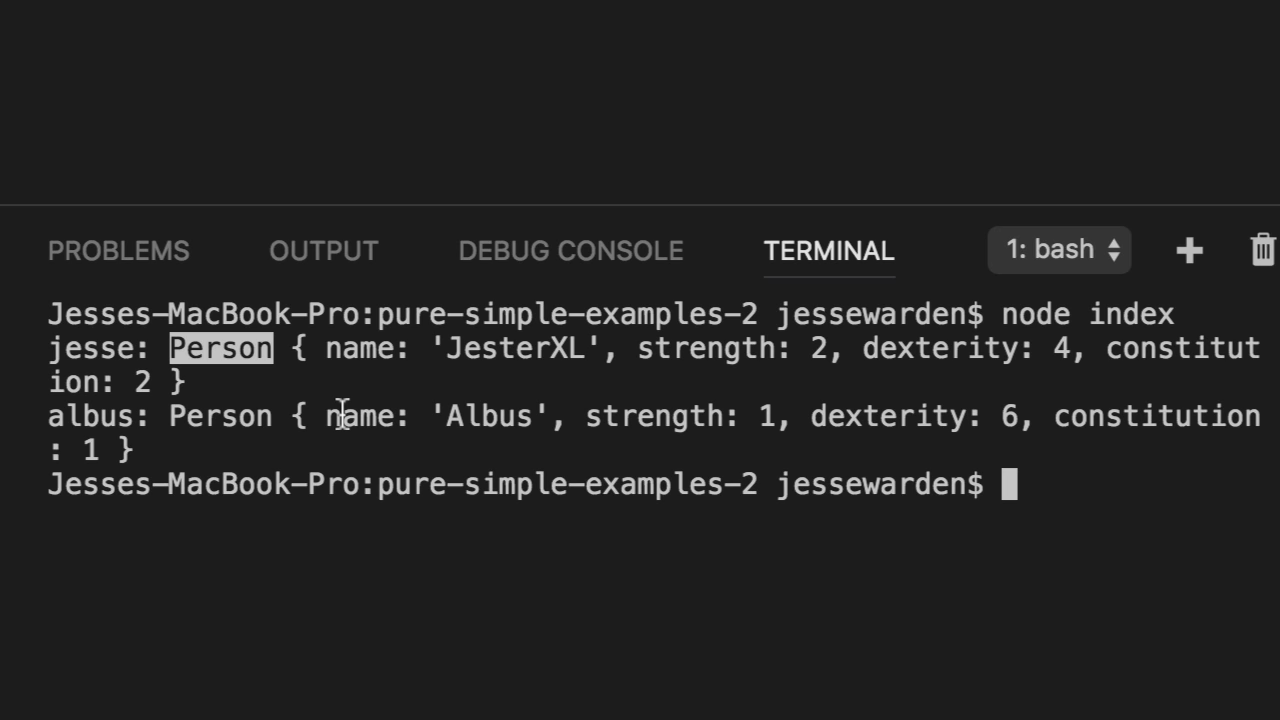 PROBLEMS OUTPUT DEBUG CONSOLE TERMINAL 1: bash
Jesses-MacBook-Pro:pure-simple-examples-2 jessewarden$ node index
jesse: Person { name: 'JesterXL', strength: 2, dexterity: 4, constitut
ion: 2 }
albus: Person { name: 'Albus', strength: 1, dexterity: 6, constitution
: 1 }
Jesses-MacBook-Pro:pure-simple-examples-2 jessewarden$